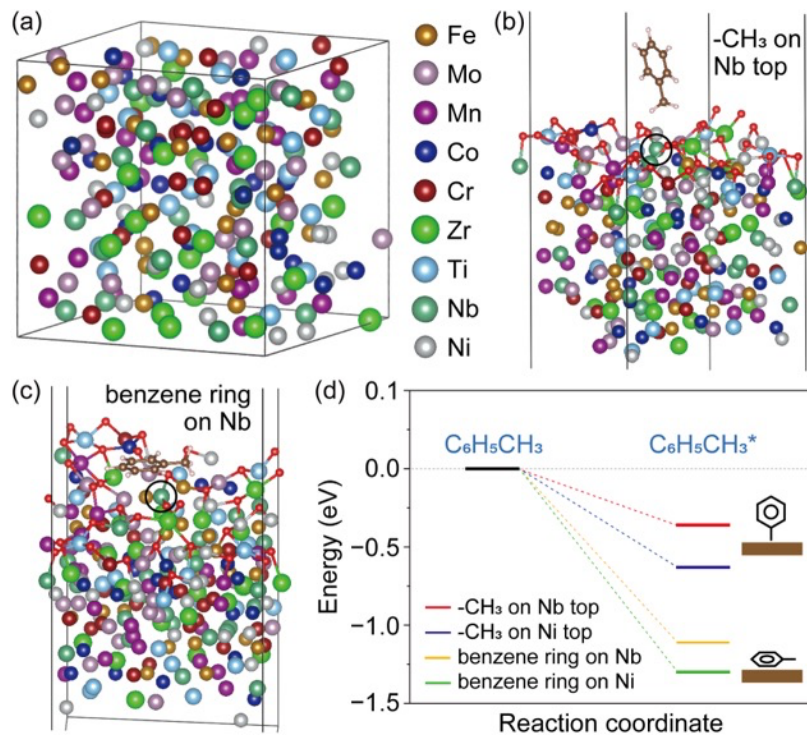 (a)
Fe
Mo
Mn
Co
Cr
Zr
Ti
Nb
Ni
(b)
-CH₃ on
Nb top
(c)
benzene ring
on Nb
(d)
0.1
0.0
−0.5
−1.0
−1.5
Energy (eV)
C₆H₅CH₃
C₆H₅CH₃*
-CH₃ on Nb top
-CH₃ on Ni top
benzene ring on Nb
benzene ring on Ni
Reaction coordinate